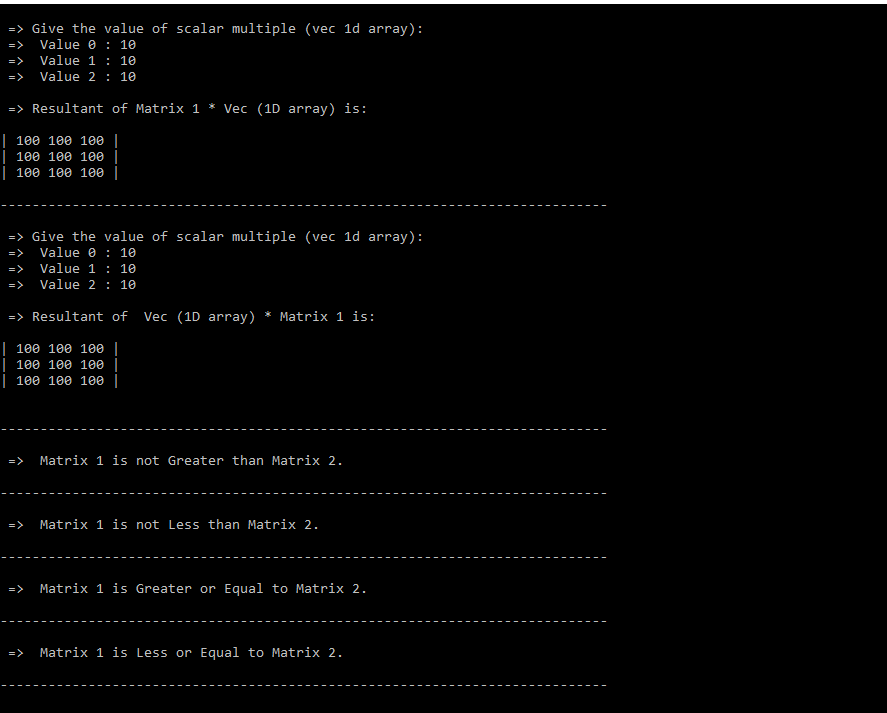 => Give the value of scalar multiple (vec 1d array):
=>  Value 0 : 10
=>  Value 1 : 10
=>  Value 2 : 10
=> Resultant of Matrix 1 * Vec (1D array) is:
| 100 100 100 |
| 100 100 100 |
| 100 100 100 |
----------------------------------------------------------------------------
=> Give the value of scalar multiple (vec 1d array):
=>  Value 0 : 10
=>  Value 1 : 10
=>  Value 2 : 10
=> Resultant of  Vec (1D array) * Matrix 1 is:
| 100 100 100 |
| 100 100 100 |
| 100 100 100 |
----------------------------------------------------------------------------
=>  Matrix 1 is not Greater than Matrix 2.
----------------------------------------------------------------------------
=>  Matrix 1 is not Less than Matrix 2.
----------------------------------------------------------------------------
=>  Matrix 1 is Greater or Equal to Matrix 2.
----------------------------------------------------------------------------
=>  Matrix 1 is Less or Equal to Matrix 2.
----------------------------------------------------------------------------